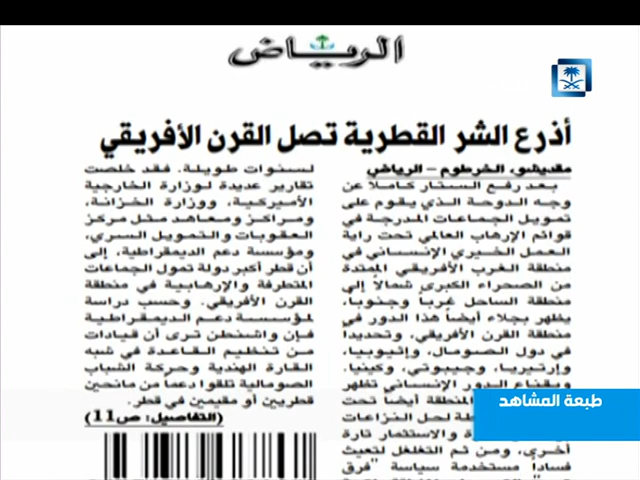 الرياض
أذرع الشر القطرية تصل القرن الأفريقي
مقديشو، الخرطوم - الرياض
بعد رفع الستار كاملاً عن
وجه الدوحة الذي يقوم على
تمويل الجماعات المدرجة في
قوائم الإرهاب العالمي تحت راية
العمل الخيري الإنساني في
منطقة الغرب الأفريقي الممتدة
من الصحراء الكبرى شمالاً إلى
منطقة الساحل غرباً وجنوباً،
يظهر بجلاء أيضاً هذا الدور في
منطقة القرن الأفريقي، وتحديداً
في دول الصومال، وإثيوبيا،
وإرتيريا، وجيبوتي، وكينيا.
وبقناع الدور الإنساني تظهر
المنطقة أيضاً تحت
لحل النزاعات
والاستثمار تارة
أخرى، ومن ثم التغلغل لتعيث
فساداً مستخدمة سياسة "فرق
لسنوات طويلة. فقد خلصت
تقارير عديدة لوزارة الخارجية
الأميركية، ووزارة الخزانة،
ومراكز ومعاهد مثل مركز
العقوبات والتمويل السري،
ومؤسسة دعم الديمقراطية، إلى
أن قطر أكبر دولة تمول الجماعات
المتطرفة والإرهابية في منطقة
القرن الأفريقي. وحسب دراسة
لمؤسسة دعم الديمقراطية
فإن واشنطن ترى أن قيادات
من تنظيم القاعدة في شبه
القارة الهندية وحركة الشباب
الصومالية تلقوا دعماً من مانحين
قطريين أو مقيمين في قطر.
(التفاصيل: ص11)
طبعة المشاهد